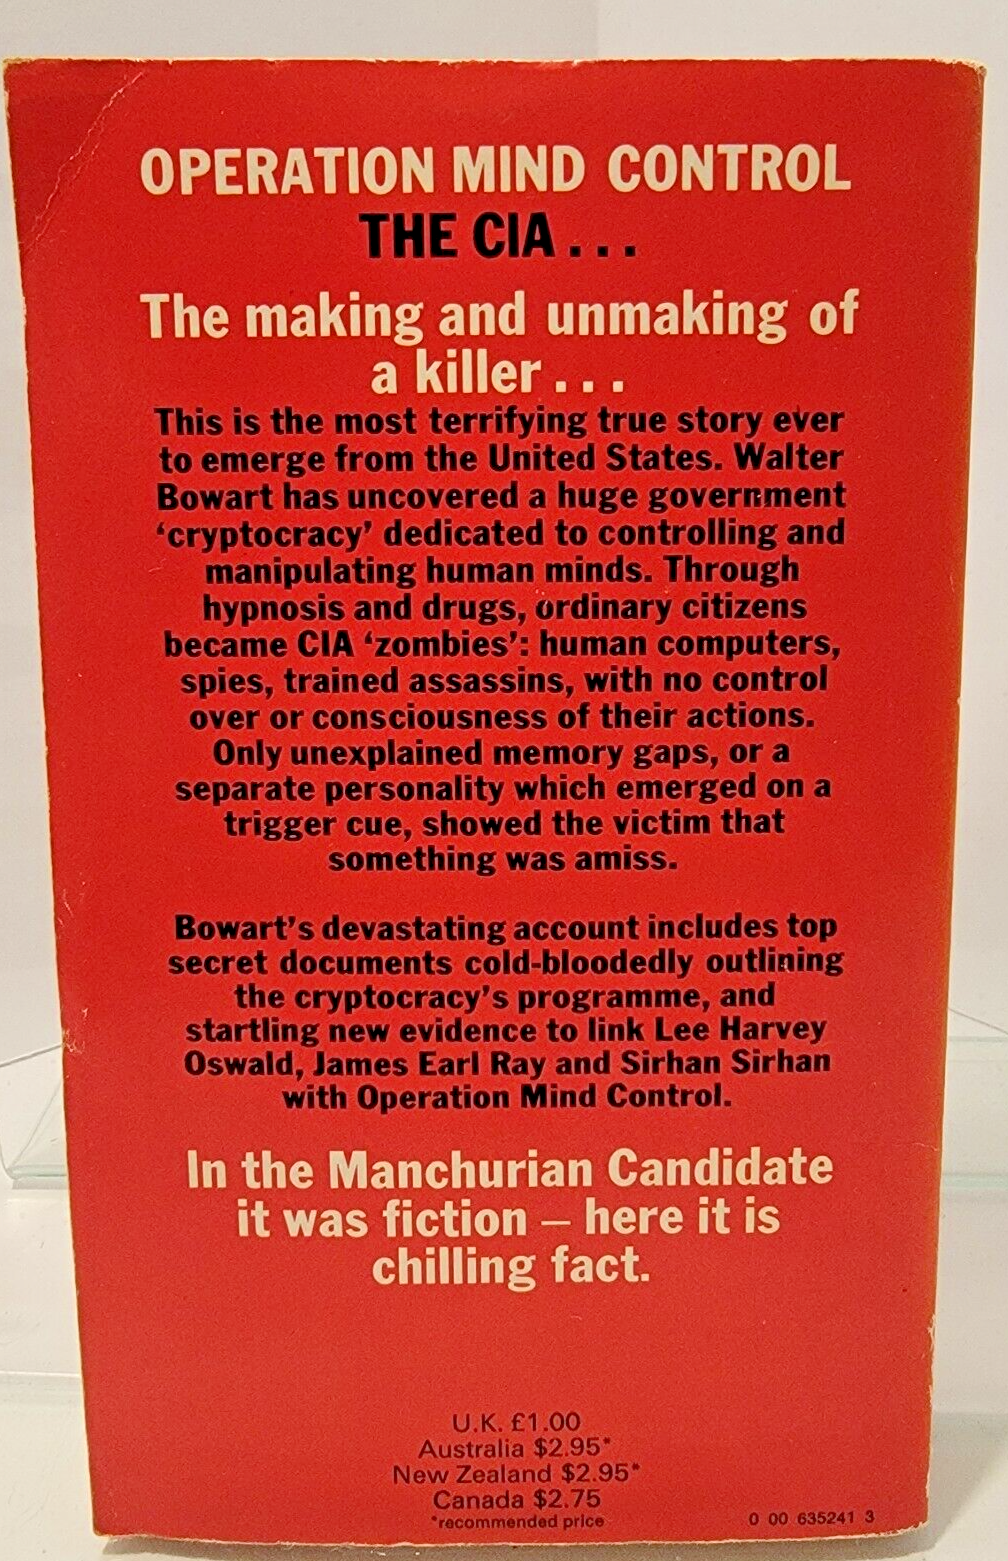 OPERATION MIND CONTROL
THE CIA . . .
The making and unmaking of
a killer . . .
This is the most terrifying true story ever
to emerge from the United States. Walter
Bowart has uncovered a huge government
‘cryptocracy’ dedicated to controlling and
manipulating human minds. Through
hypnosis and drugs, ordinary citizens
became CIA ‘zombies’: human computers,
spies, trained assassins, with no control
over or consciousness of their actions.
Only unexplained memory gaps, or a
separate personality which emerged on a
trigger cue, showed the victim that
something was amiss.
Bowart’s devastating account includes top
secret documents cold-bloodedly outlining
the cryptocracy’s programme, and
startling new evidence to link Lee Harvey
Oswald, James Earl Ray and Sirhan Sirhan
with Operation Mind Control.
In the Manchurian Candidate
it was fiction – here it is
chilling fact.
U.K. £1.00
Australia $2.95*
New Zealand $2.95*
Canada $2.75
*recommended price
0 00 635241 3